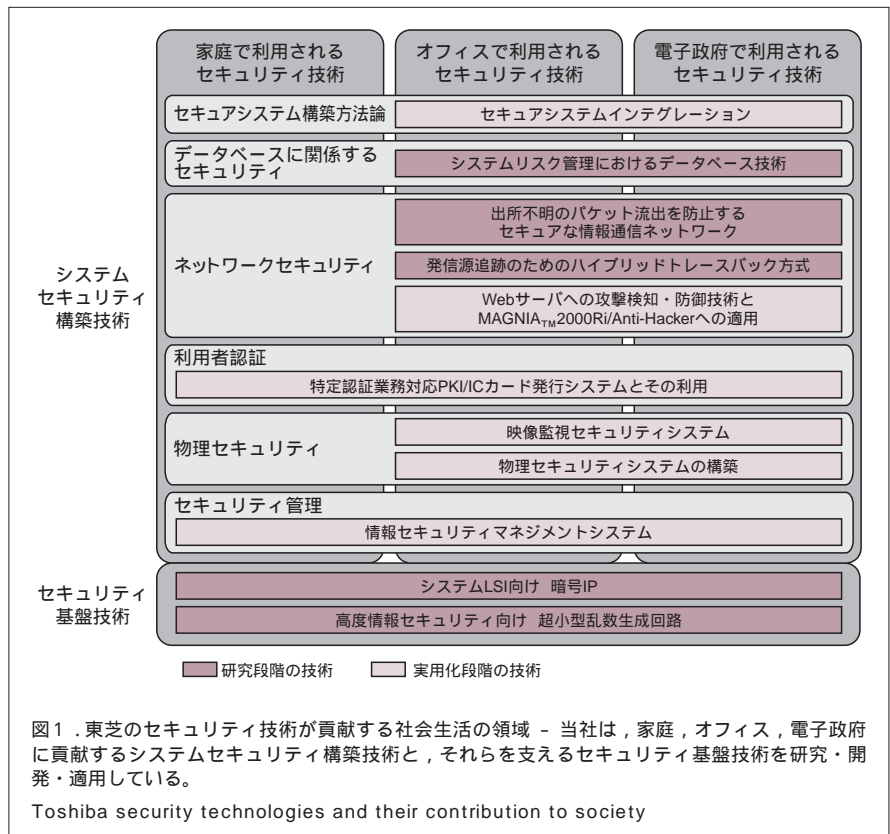 家庭で利用される
セキュリティ技術
オフィスで利用される
セキュリティ技術
電子政府で利用される
セキュリティ技術
システム
セキュリティ
構築技術
セキュアシステム構築方法論
セキュアシステムインテグレーション
データベースに関係する
セキュリティ
システムリスク管理におけるデータベース技術
ネットワークセキュリティ
出所不明のパケット流出を防止する
セキュアな情報通信ネットワーク
発信源追跡のためのハイブリッドトレースバック方式
Webサーバへの攻撃検知・防御技術と
MAGNIATM2000Ri/Anti-Hackerへの適用
利用者認証
特定認証業務対応PKI/ICカード発行システムとその利用
物理セキュリティ
映像監視セキュリティシステム
物理セキュリティシステムの構築
セキュリティ管理
情報セキュリティマネジメントシステム
セキュリティ
基盤技術
システムLSI向け 暗号IP
高度情報セキュリティ向け 超小型乱数生成回路
研究段階の技術
実用化段階の技術
図1．東芝のセキュリティ技術が貢献する社会生活の領域 － 当社は，家庭，オフィス，電子政府
に貢献するシステムセキュリティ構築技術と，それらを支えるセキュリティ基盤技術を研究・開
発・適用している。
Toshiba security technologies and their contribution to society